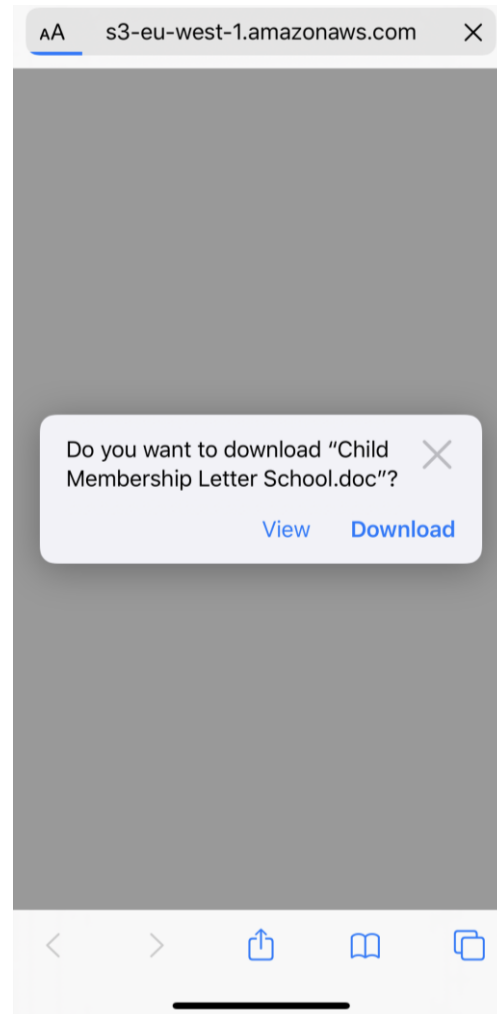 AA s3-eu-west-1.amazonaws.com
Do you want to download “Child
Membership Letter School.doc”?
View Download